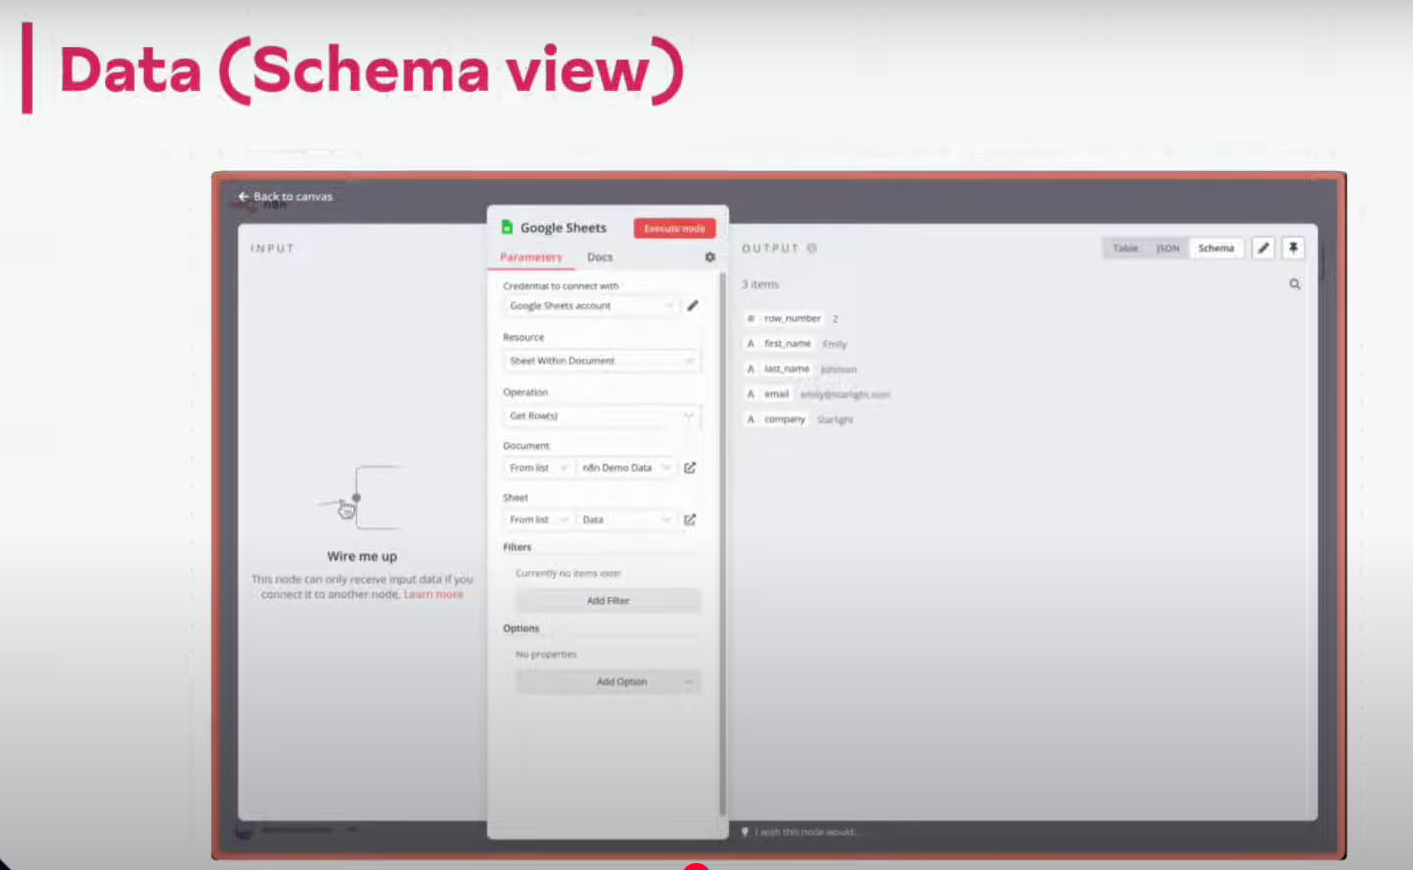 Data (Schema view)
Back to canvas
n8n
INPUT
Wire me up
This node can only receive input data if you
connect it to another node. Learn more
Google Sheets
Execute node
Parameters
Docs
Credential to connect with
Google Sheets account
Resource
Sheet Within Document
Operation
Get Row(s)
Document
From list
n8n Demo Data
Sheet
From list
Data
Filters
Currently no items exist
Add Filter
Options
No properties
Add Option
OUTPUT
Table JSON Schema
3 items
# row_number 2
A first_name Emily
A last_name Johnson
A email
A company Starlight
I wish this node would...